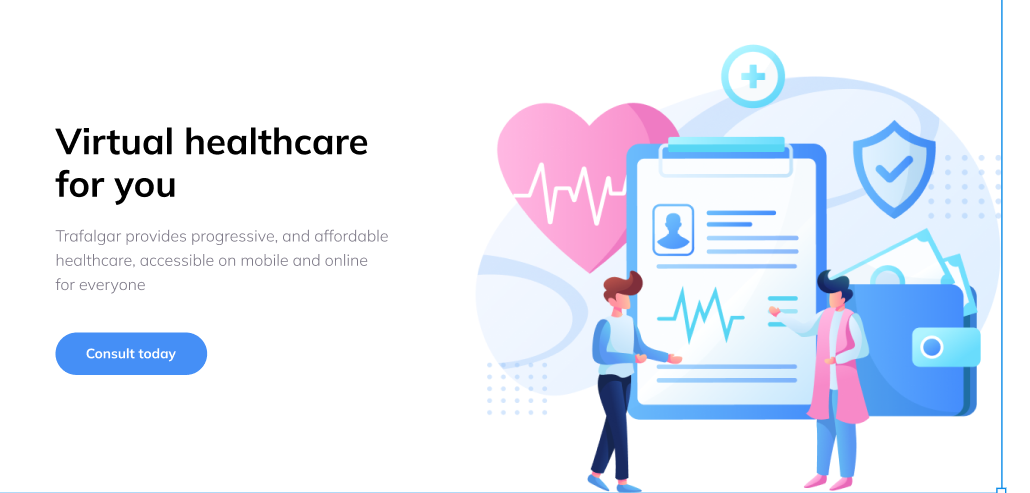 Virtual healthcare
for you
Trafalgar provides progressive, and affordable
healthcare, accessible on mobile and online
for everyone
Consult today